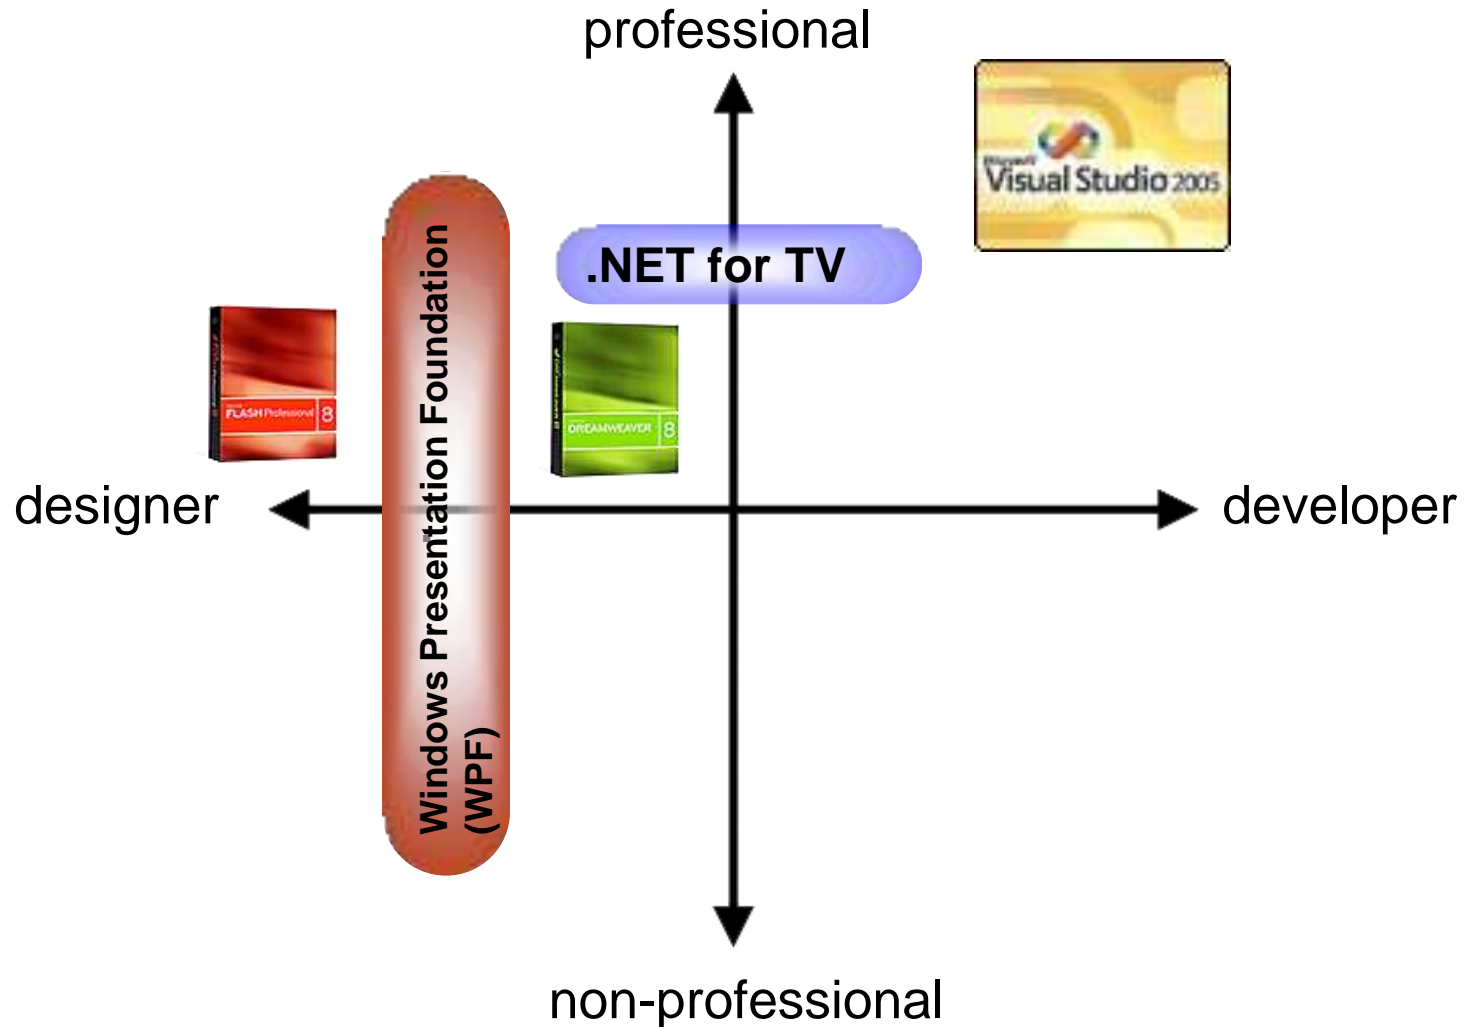 professional
Microsoft
Visual Studio 2005
.NET for TV
Windows Presentation Foundation
(WPF)
FLASH Professional 8
DREAMWEAVER 8
designer
developer
non-professional